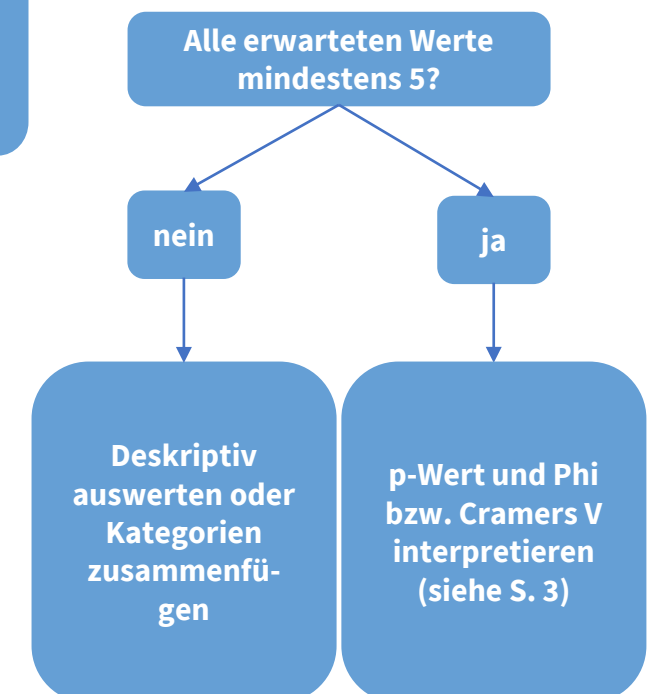 Alle erwarteten Werte
mindestens 5?
nein
ja
Deskriptiv
auswerten oder
Kategorien
zusammenfü-
gen
p-Wert und Phi
bzw. Cramers V
interpretieren
(siehe S. 3)